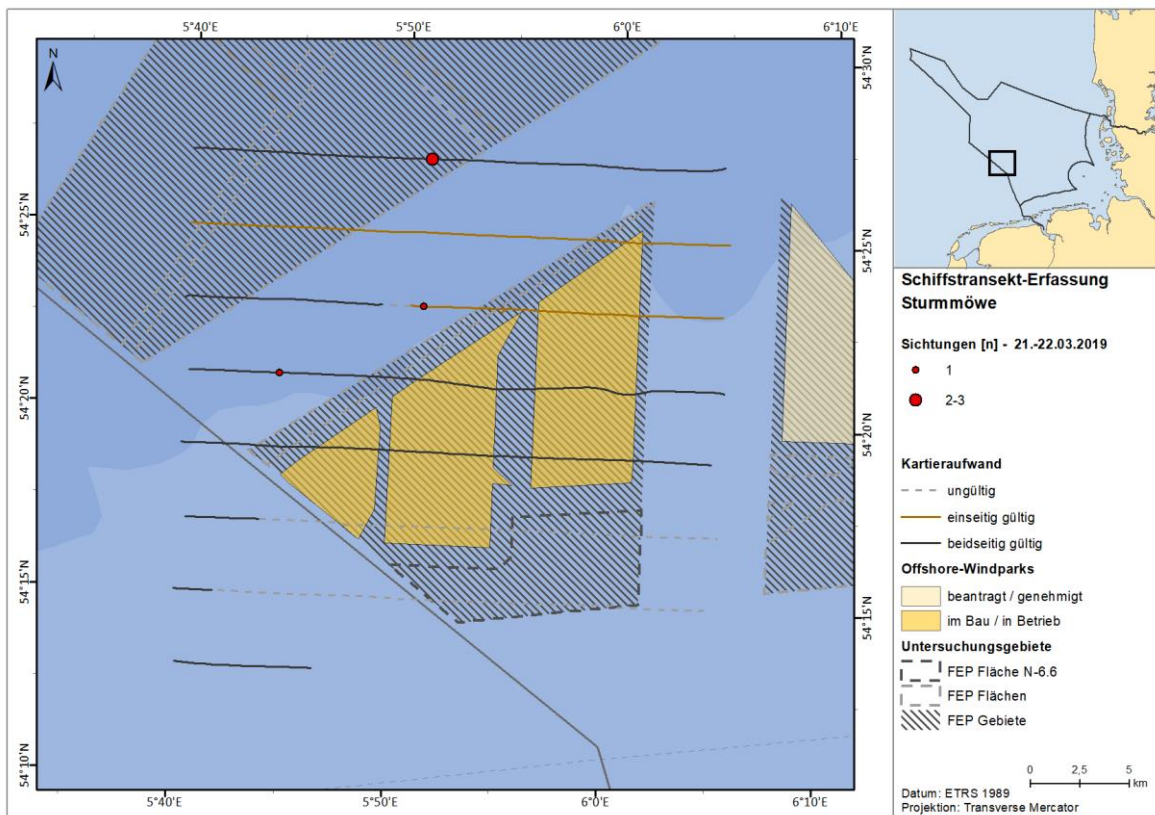 5°40'E
5°50'E
6°0'E
6°10'E
N
54°30'N
54°25'N
54°25'N
54°20'N
54°20'N
54°15'N
54°15'N
54°10'N
5°40'E
5°50'E
6°0'E
6°10'E
Schiffstransekt-Erfassung
Sturmmöwe
Sichtungen [n] - 21.-22.03.2019
1
2-3
Kartieraufwand
ungültig
einseitig gültig
beidseitig gültig
Offshore-Windparks
beantragt / genehmigt
im Bau / in Betrieb
Untersuchungsgebiete
FEP Fläche N-6.6
FEP Flächen
FEP Gebiete
0 2,5 5
km
Datum: ETRS 1989
Projektion: Transverse Mercator